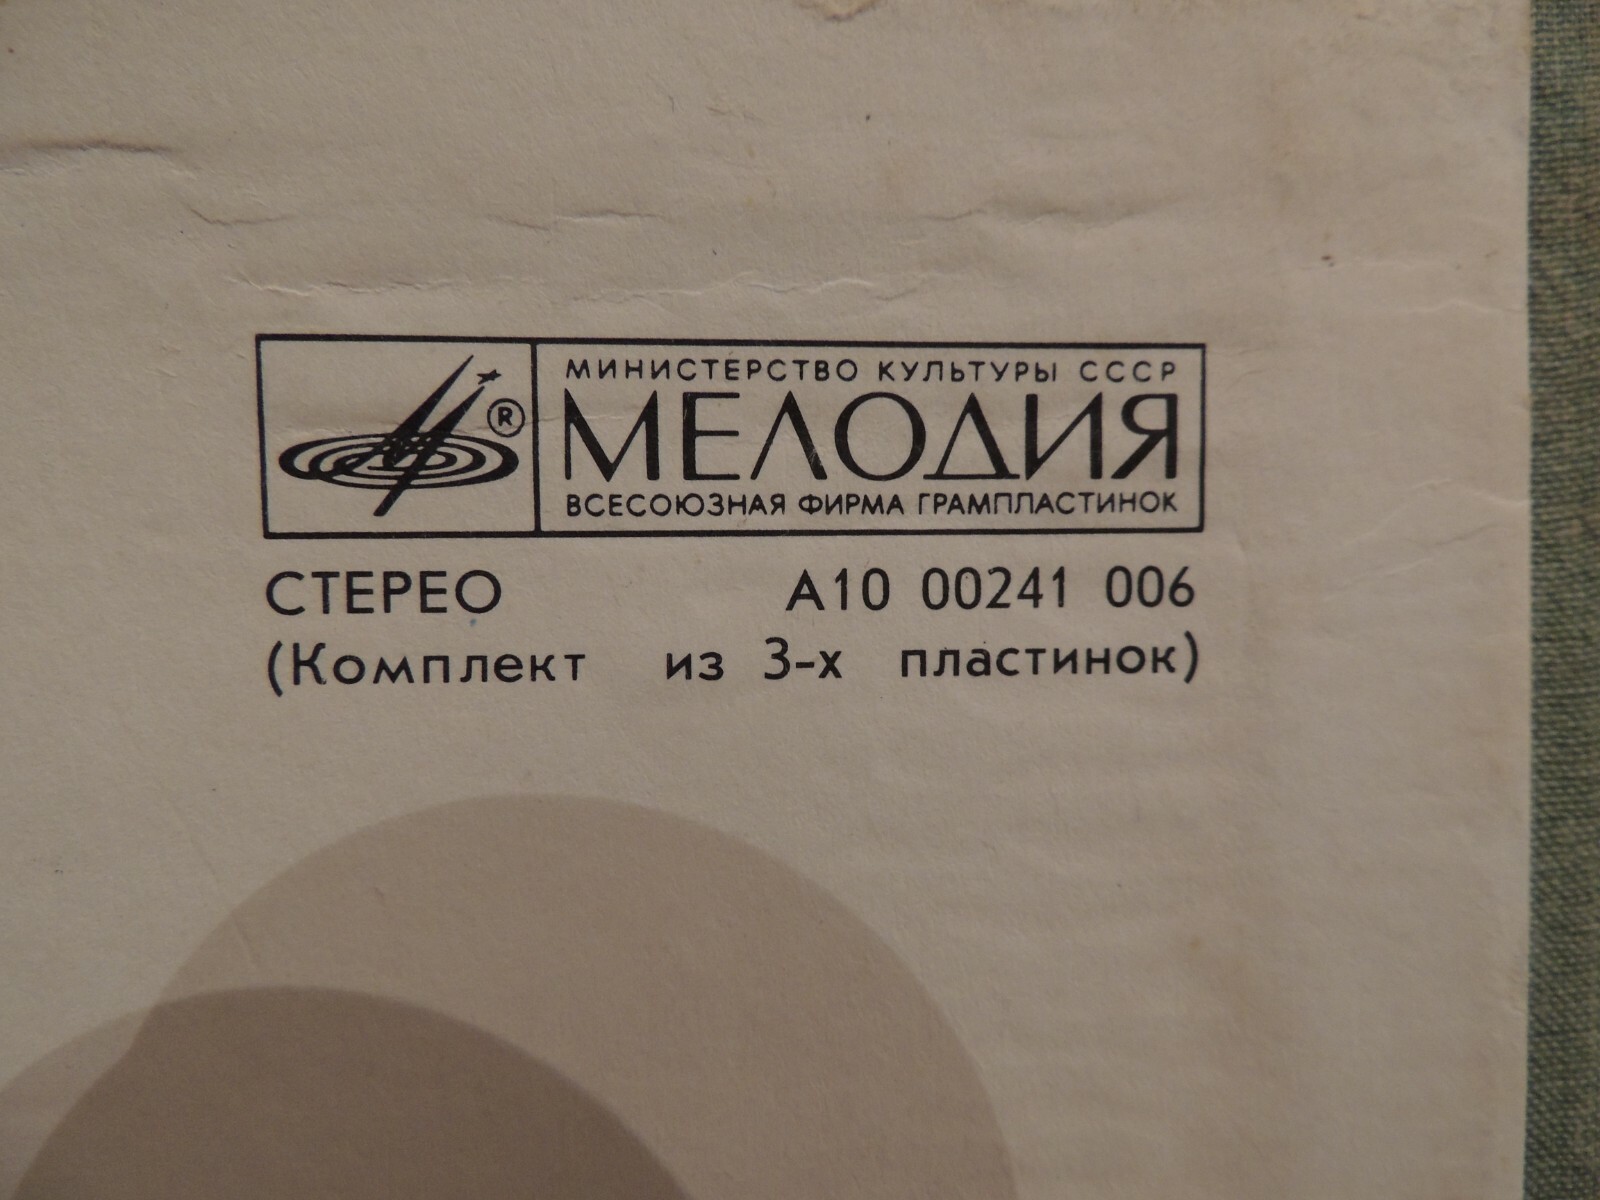 МИНИСТЕРСТВО КУЛЬТУРЫ СССР
МЕЛОДИЯ
ВСЕСОЮЗНАЯ ФИРМА ГРАМПЛАСТИНОК
®
СТЕРЕО А10 00241 006
(Комплект из 3-х пластинок)